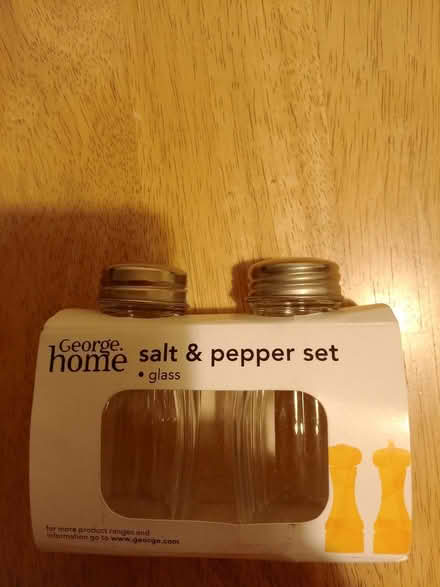 George.
home
salt & pepper set
• glass
for more product ranges and
information go to www.george.com